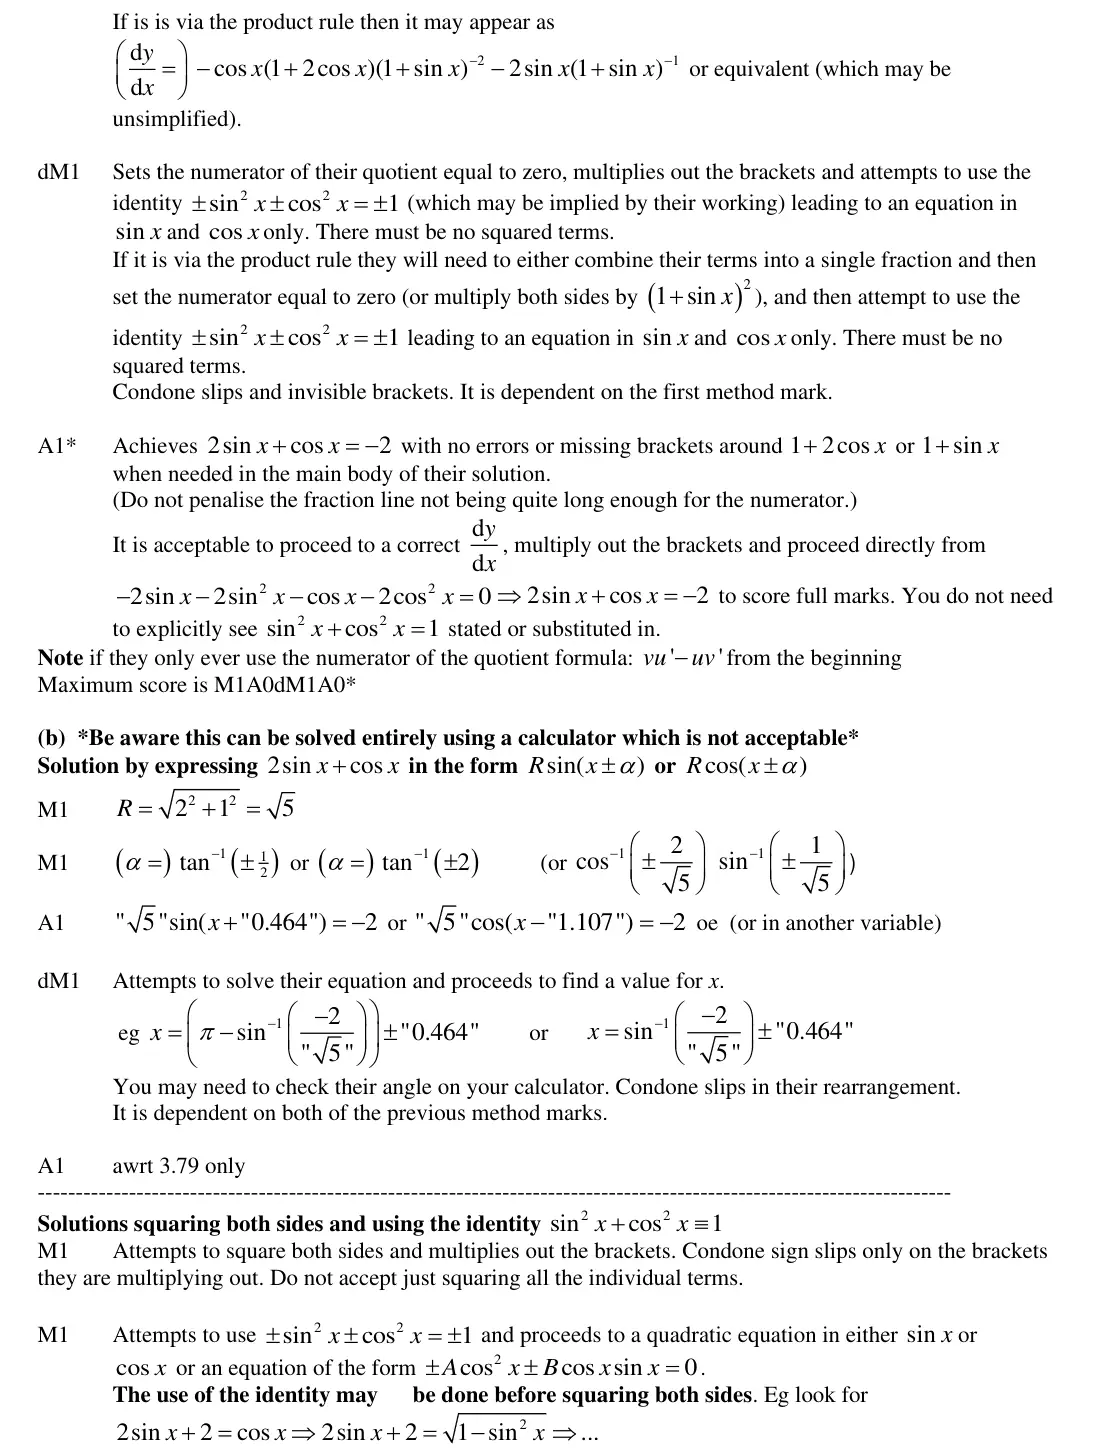 If is is via the product rule then it may appear as
(dy/dx =) −cos x(1+2cos x)(1+sin x)⁻² − 2sin x(1+sin x)⁻¹ or equivalent (which may be
unsimplified).
dM1 Sets the numerator of their quotient equal to zero, multiplies out the brackets and attempts to use the
identity ±sin² x ± cos² x = ±1 (which may be implied by their working) leading to an equation in
sin x and cos x only. There must be no squared terms.
If it is via the product rule they will need to either combine their terms into a single fraction and then
set the numerator equal to zero (or multiply both sides by (1+sin x)²), and then attempt to use the
identity ±sin² x ± cos² x = ±1 leading to an equation in sin x and cos x only. There must be no
squared terms.
Condone slips and invisible brackets. It is dependent on the first method mark.
A1* Achieves 2sin x + cos x = −2 with no errors or missing brackets around 1+2cos x or 1+sin x
when needed in the main body of their solution.
(Do not penalise the fraction line not being quite long enough for the numerator.)
It is acceptable to proceed to a correct dy/dx, multiply out the brackets and proceed directly from
−2sin x − 2sin² x − cos x − 2cos² x = 0 ⇒ 2sin x + cos x = −2 to score full marks. You do not need
to explicitly see sin² x + cos² x = 1 stated or substituted in.
Note if they only ever use the numerator of the quotient formula: vu'−uv' from the beginning
Maximum score is M1A0dM1A0*
(b) *Be aware this can be solved entirely using a calculator which is not acceptable*
Solution by expressing 2sin x + cos x in the form R sin(x ± α) or R cos(x ± α)
M1 R = √(2² + 1²) = √5
M1 (α =) tan⁻¹(±1/2) or (α =) tan⁻¹(±2) (or cos⁻¹(±2/√5) sin⁻¹(±1/√5))
A1 "√5"sin(x+"0.464") = −2 or "√5"cos(x−"1.107") = −2 oe (or in another variable)
dM1 Attempts to solve their equation and proceeds to find a value for x.
eg x = (π − sin⁻¹(−2/"√5")) ± "0.464" or x = sin⁻¹(−2/"√5") ± "0.464"
You may need to check their angle on your calculator. Condone slips in their rearrangement.
It is dependent on both of the previous method marks.
A1 awrt 3.79 only
------------------------------------------------------------------------------------------------------------------------
Solutions squaring both sides and using the identity sin² x + cos² x ≡ 1
M1 Attempts to square both sides and multiplies out the brackets. Condone sign slips only on the brackets
they are multiplying out. Do not accept just squaring all the individual terms.
M1 Attempts to use ±sin² x ± cos² x = ±1 and proceeds to a quadratic equation in either sin x or
cos x or an equation of the form ±A cos² x ± B cos x sin x = 0.
The use of the identity may be done before squaring both sides. Eg look for
2sin x + 2 = cos x ⇒ 2sin x + 2 = √(1−sin² x) ⇒ ...